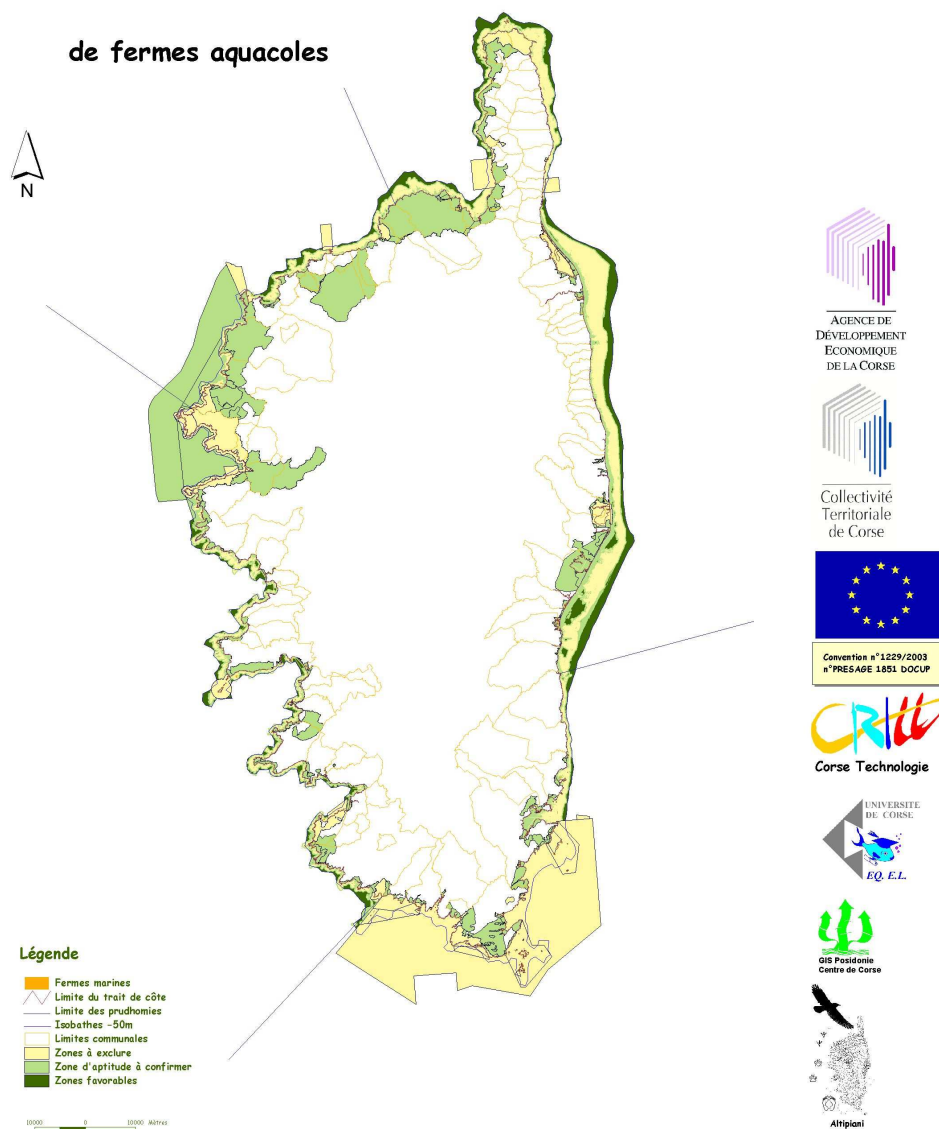 de fermes aquacoles
N
AGENCE DE
DÉVELOPPEMENT
ECONOMIQUE
DE LA CORSE
Collectivité
Territoriale
de Corse
Convention n°1229/2003
n°PRESAGE 1851 DOCUP
CRITT
Corse Technologie
UNIVERSITE
DE CORSE
EQ. E.L.
GIS Posidonie
Centre de Corse
Altipiani
Légende
Fermes marines
Limite du trait de côte
Limite des prudhomies
Isobathes -50m
Limites communales
Zones à exclure
Zone d'aptitude à confirmer
Zones favorables
10000 0 10000 Mètres